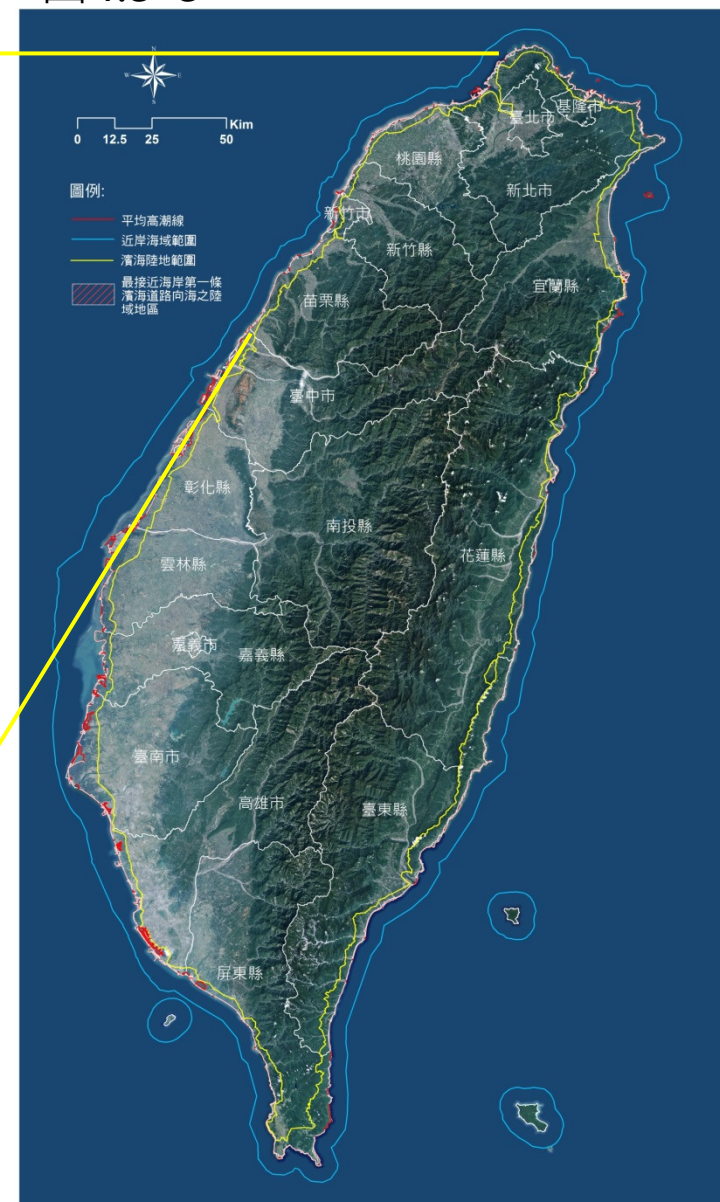 N
W
E
S
Km
0 12.5 25 50
圖例:
平均高潮線
近岸海域範圍
濱海陸地範圍
最接近海岸第一條
濱海道路向海之陸
域地區
基隆市
臺北市
桃園縣
新北市
新竹市
新竹縣
宜蘭縣
苗栗縣
臺中市
彰化縣
南投縣
花蓮縣
雲林縣
嘉義市
嘉義縣
臺南市
高雄市
臺東縣
屏東縣